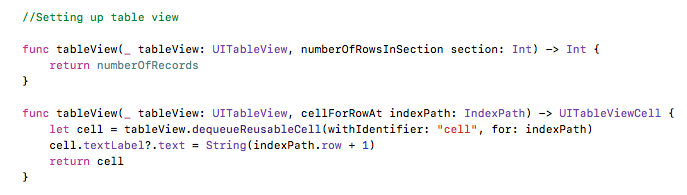 //Setting up table view
func tableView(_ tableView: UITableView, numberOfRowsInSection section: Int) -> Int {
    return numberOfRecords
}
func tableView(_ tableView: UITableView, cellForRowAt indexPath: IndexPath) -> UITableViewCell {
    let cell = tableView.dequeueReusableCell(withIdentifier: "cell", for: indexPath)
    cell.textLabel?.text = String(indexPath.row + 1)
    return cell
}